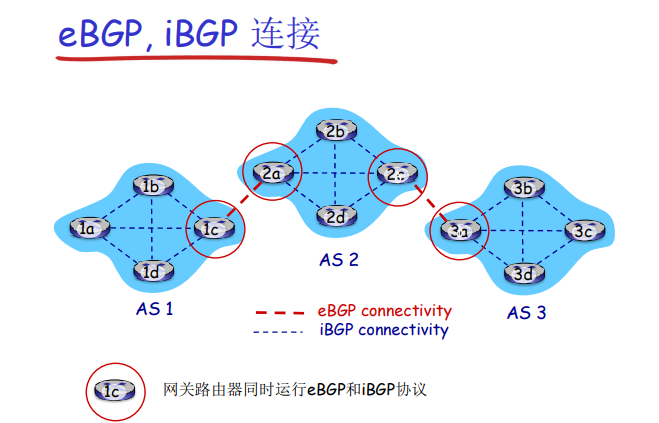 eBGP, iBGP 连接
2b
2a
2c
2d
1b
1a
1c
1d
3b
3a
3c
3d
AS 2
AS 1
AS 3
eBGP connectivity
iBGP connectivity
1c
网关路由器同时运行eBGP和iBGP协议